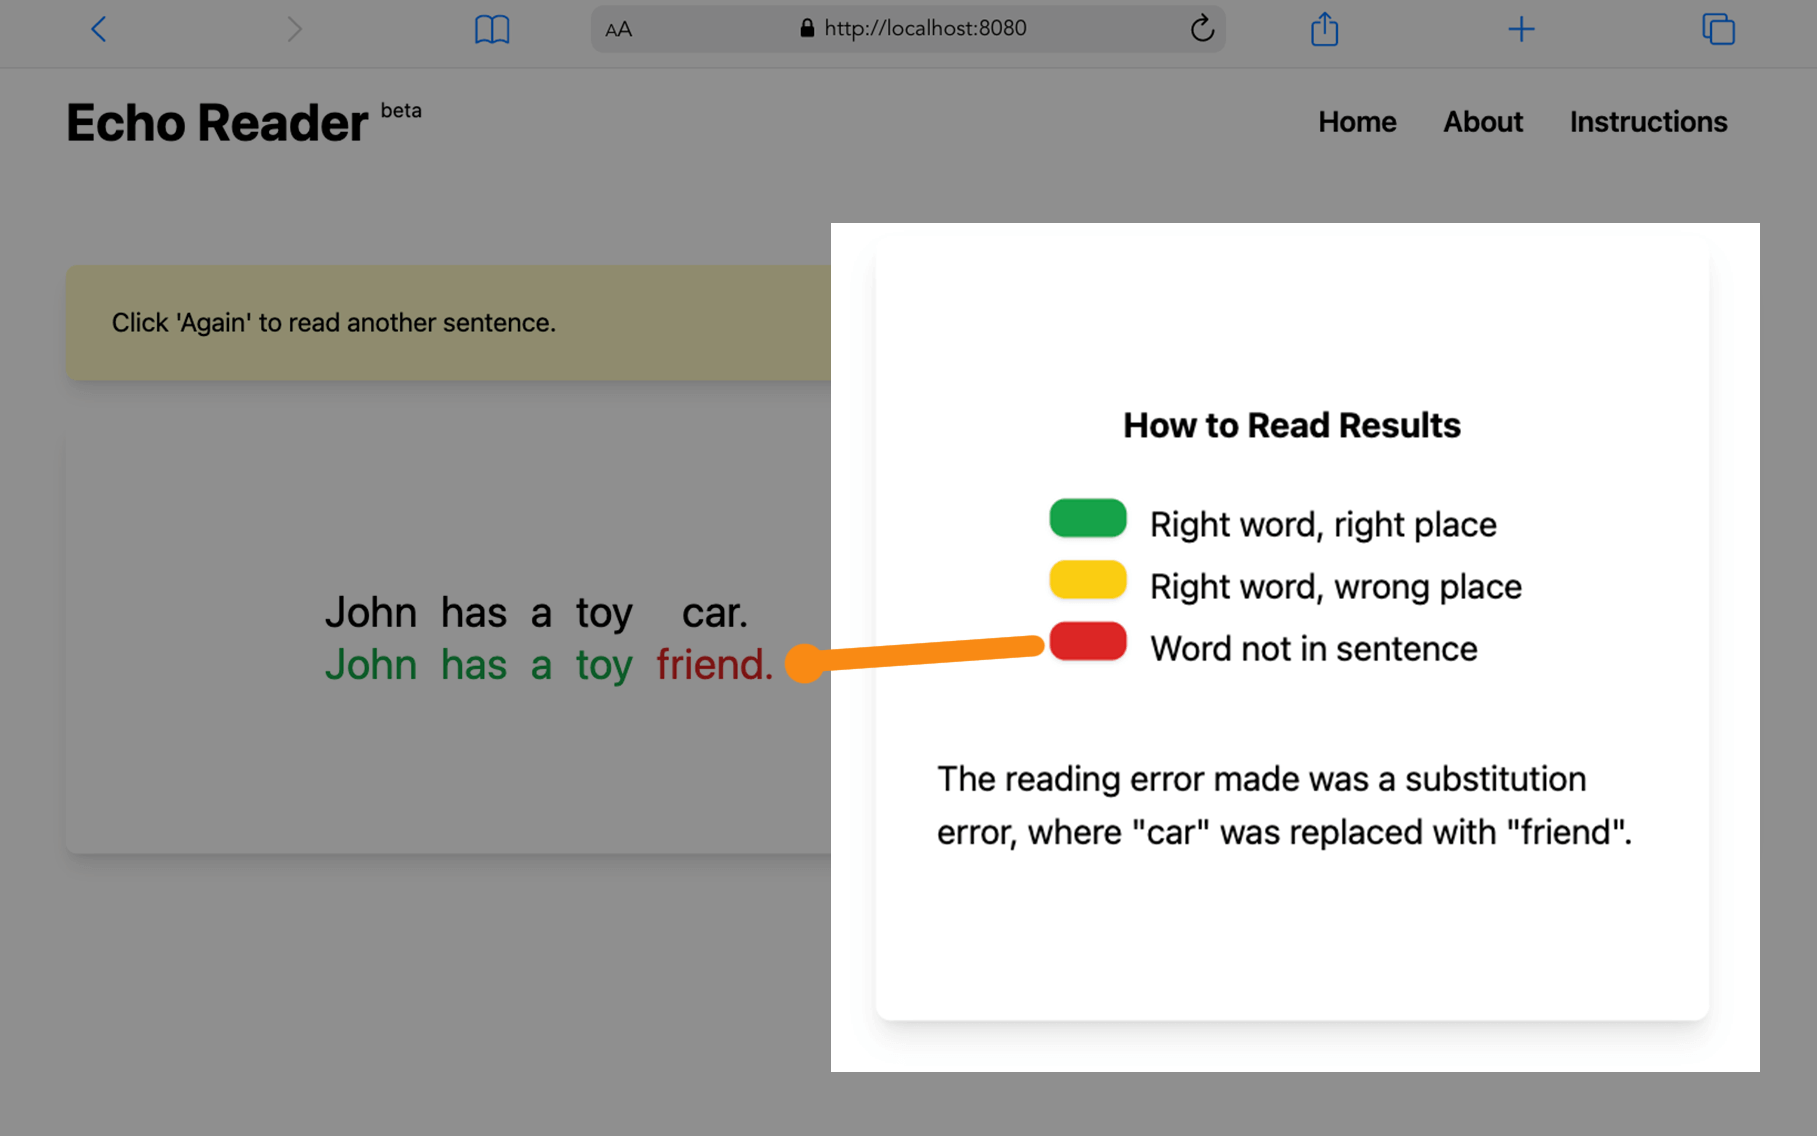 AA http://localhost:8080
Echo Reader beta
Home About Instructions
Click 'Again' to read another sentence.
John has a toy car.
John has a toy friend.
How to Read Results
Right word, right place
Right word, wrong place
Word not in sentence
The reading error made was a substitution
error, where "car" was replaced with "friend".